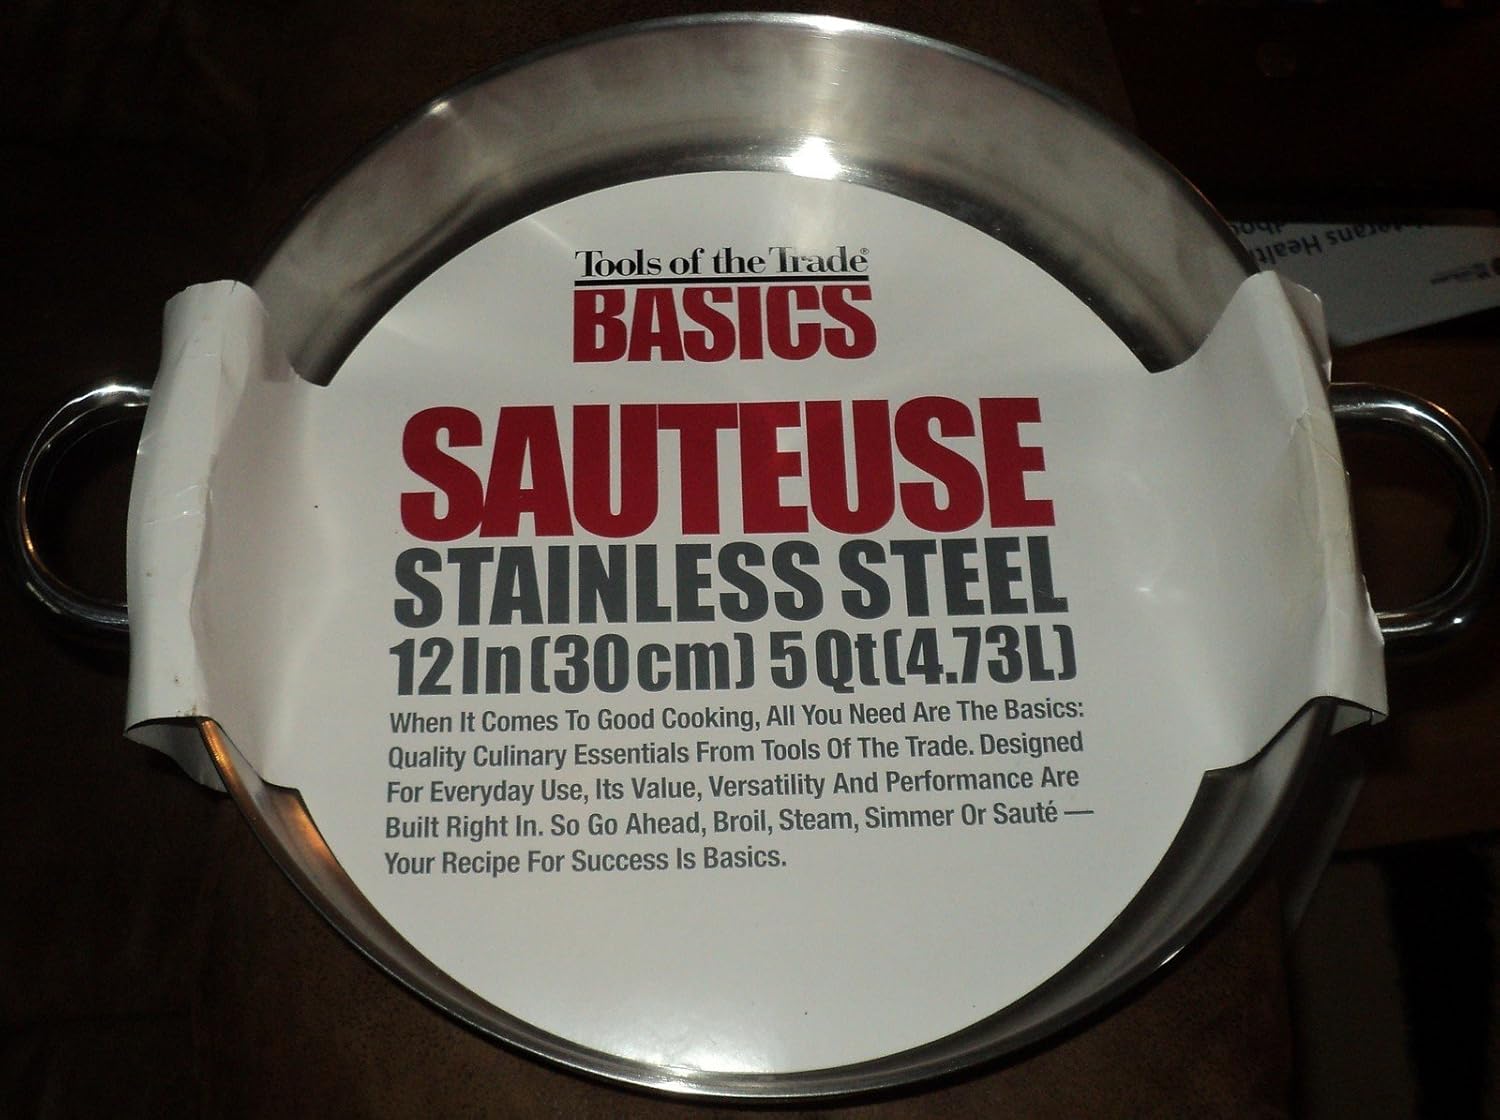 Tools of the Trade®
BASICS
SAUTEUSE
STAINLESS STEEL
12 In (30 cm) 5 Qt (4.73L)
When It Comes To Good Cooking, All You Need Are The Basics:
Quality Culinary Essentials From Tools Of The Trade. Designed
For Everyday Use, Its Value, Versatility And Performance Are
Built Right In. So Go Ahead, Broil, Steam, Simmer Or Sauté —
Your Recipe For Success Is Basics.